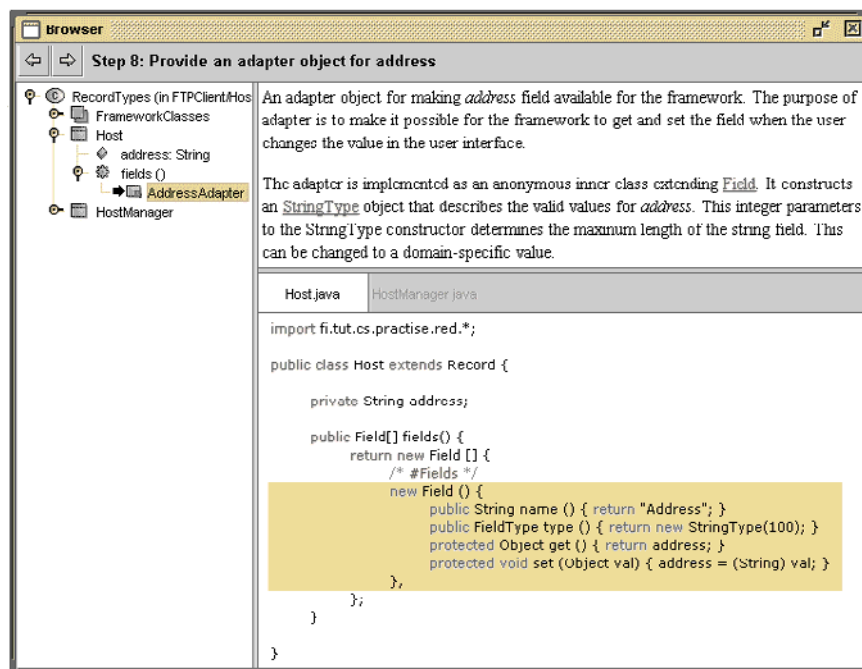 Browser
Step 8: Provide an adapter object for address
RecordTypes (in FTPClient/Hos
FrameworkClasses
Host
address: String
fields ()
AddressAdapter
HostManager
An adapter object for making address field available for the framework. The purpose of
adapter is to make it possible for the framework to get and set the field when the user
changes the value in the user interface.
The adapter is implemented as an anonymous inner class extending Field. It constructs
an StringType object that describes the valid values for address. This integer parameters
to the StringType constructor determines the maximum length of the string field. This
can be changed to a domain-specific value.
Host.java
HostManager.java
import fi.tut.cs.practise.red.*;
public class Host extends Record {
private String address;
public Field[] fields() {
return new Field [] {
/* #Fields */
new Field () {
public String name () { return "Address"; }
public FieldType type () { return new StringType(100); }
protected Object get () { return address; }
protected void set (Object val) { address = (String) val; }
},
};
}
}